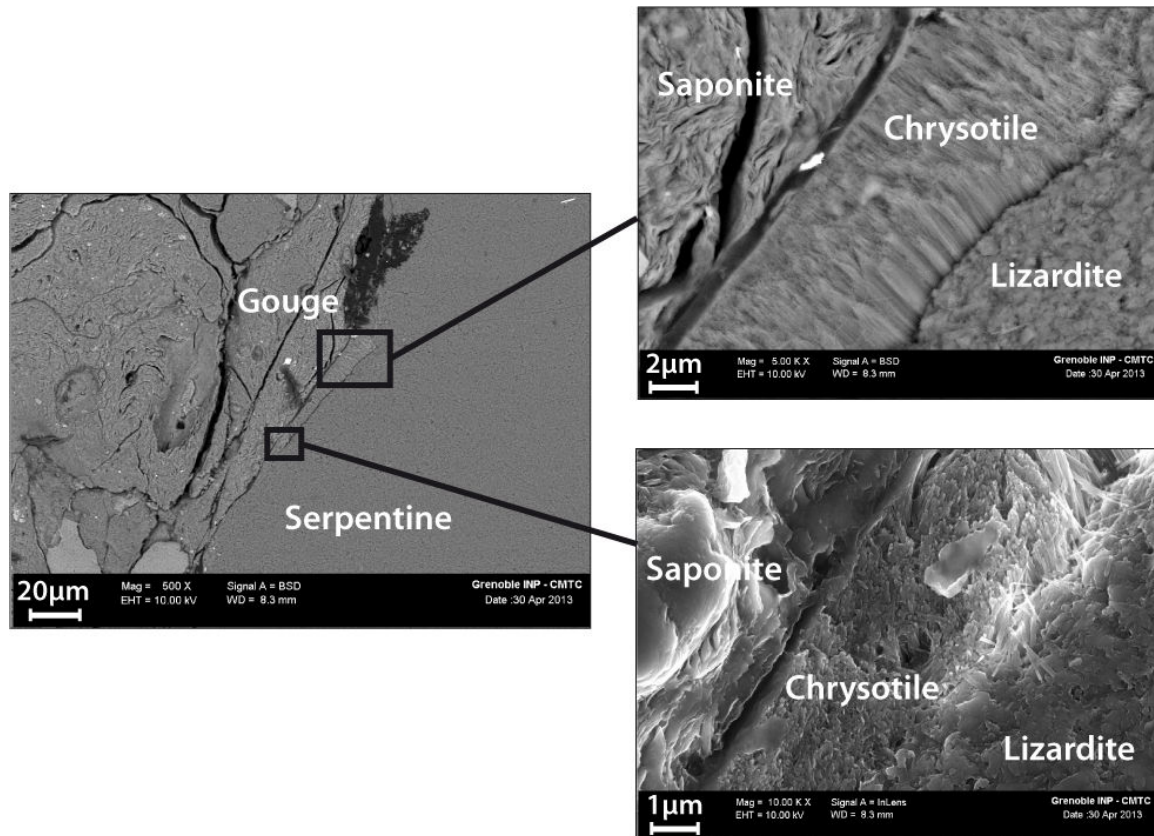 Gouge
Serpentine
20µm
Mag = 500 X Signal A = BSD Grenoble INP - CMTC
EHT = 10.00 kV WD = 8.3 mm Date :30 Apr 2013
Saponite
Chrysotile
Lizardite
2µm
Mag = 5.00 K X Signal A = BSD Grenoble INP - CMTC
EHT = 10.00 kV WD = 8.3 mm Date :30 Apr 2013
Saponite
Chrysotile
Lizardite
1µm
Mag = 10.00 K X Signal A = InLens Grenoble INP - CMTC
EHT = 10.00 kV WD = 8.3 mm Date :30 Apr 2013